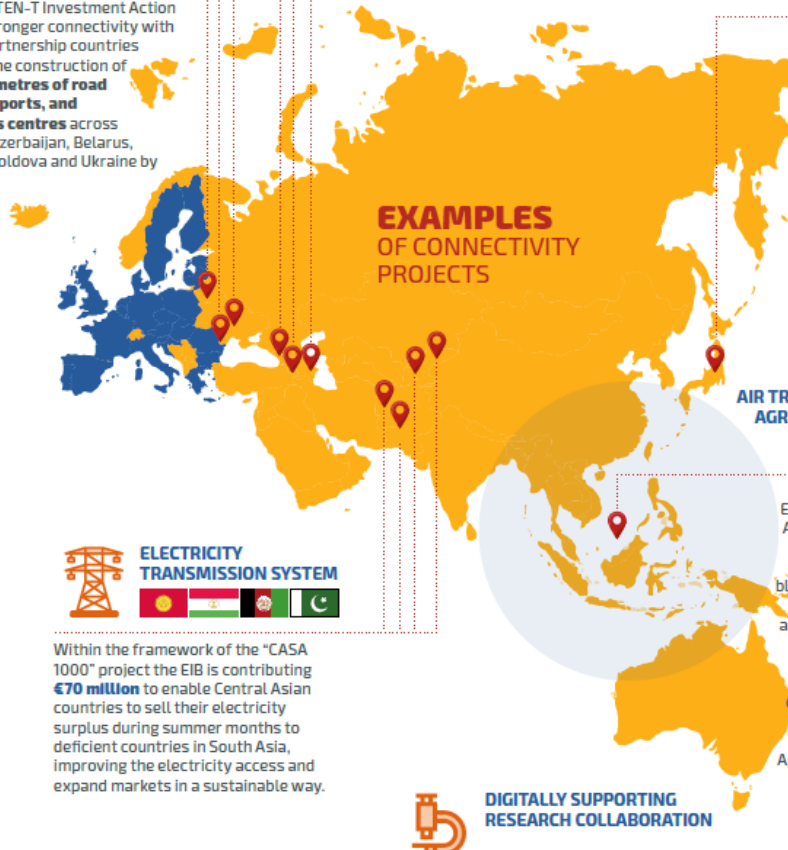 TEN-T Investment Action
ronger connectivity with
rtnership countries
he construction of
metres of road
ports, and
s centres across
zerbaijan, Belarus,
oldova and Ukraine by
EXAMPLES
OF CONNECTIVITY
PROJECTS
AIR TR
AGR
E
A
bl
a
A
ELECTRICITY
TRANSMISSION SYSTEM
Within the framework of the “CASA
1000” project the EIB is contributing
€70 million to enable Central Asian
countries to sell their electricity
surplus during summer months to
deficient countries in South Asia,
improving the electricity access and
expand markets in a sustainable way.
DIGITALLY SUPPORTING
RESEARCH COLLABORATION